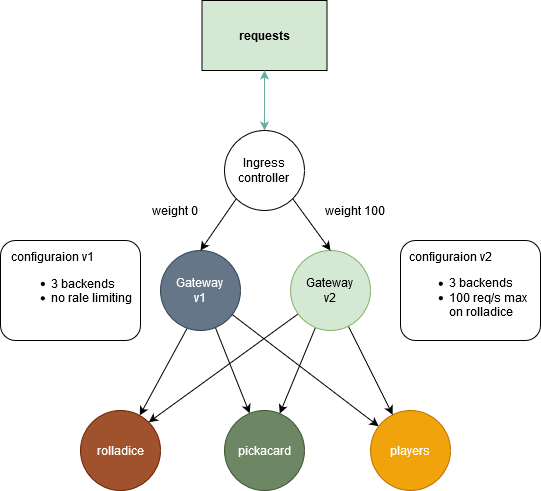 requests
Ingress
controller
weight 0
weight 100
configuraion v1
3 backends
no rale limiting
Gateway
v1
Gateway
v2
configuraion v2
3 backends
100 req/s max
on rolladice
rolladice
pickacard
players